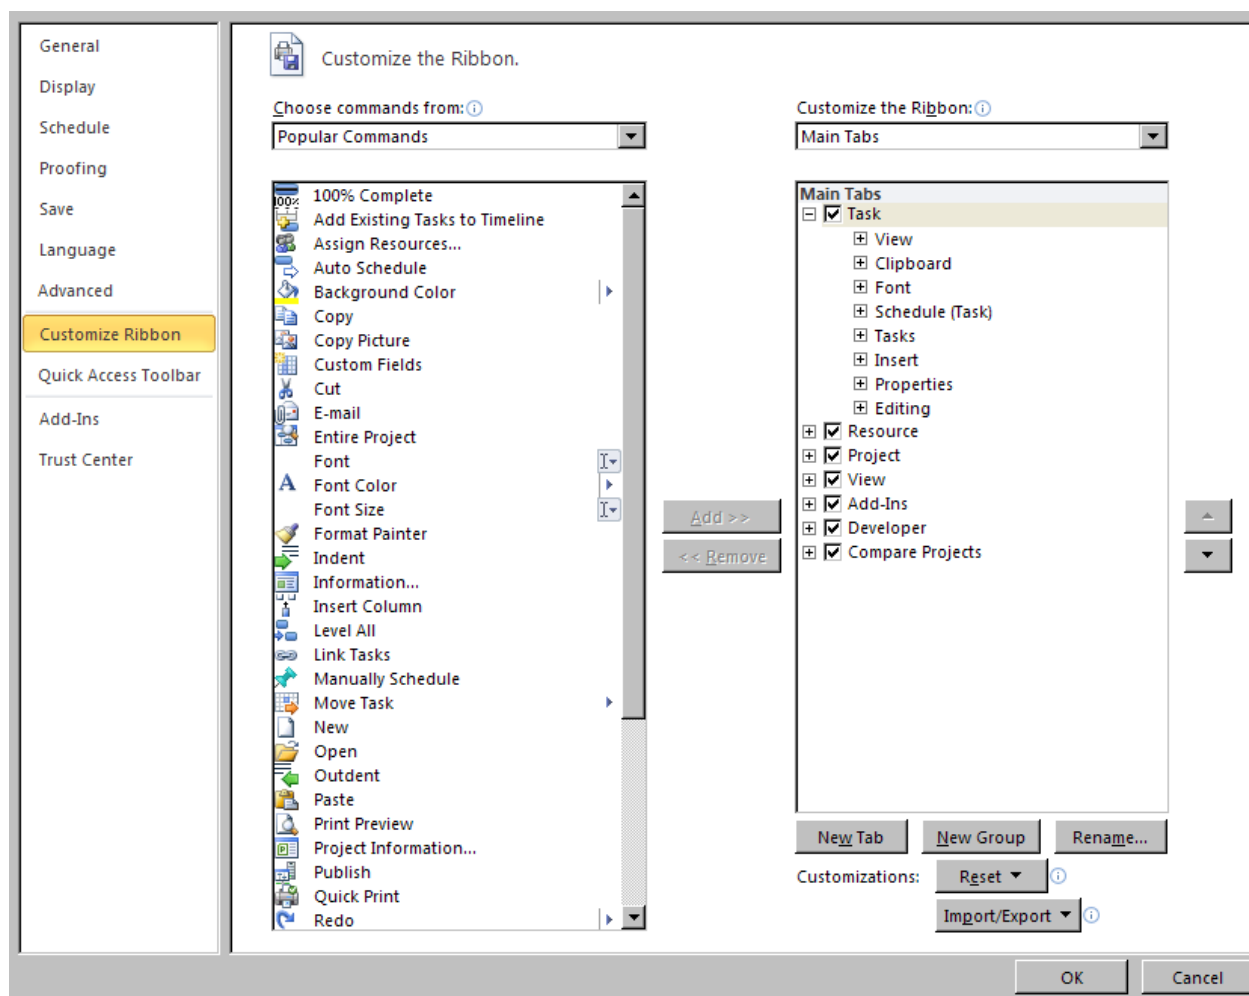 General
Display
Schedule
Proofing
Save
Language
Advanced
Customize Ribbon
Quick Access Toolbar
Add-Ins
Trust Center
Customize the Ribbon.
Choose commands from:
Popular Commands
100% Complete
Add Existing Tasks to Timeline
Assign Resources...
Auto Schedule
Background Color
Copy
Copy Picture
Custom Fields
Cut
E-mail
Entire Project
Font
Font Color
Font Size
Format Painter
Indent
Information...
Insert Column
Level All
Link Tasks
Manually Schedule
Move Task
New
Open
Outdent
Paste
Print Preview
Project Information...
Publish
Quick Print
Redo
Add >>
<< Remove
Customize the Ribbon:
Main Tabs
Main Tabs
Task
View
Clipboard
Font
Schedule (Task)
Tasks
Insert
Properties
Editing
Resource
Project
View
Add-Ins
Developer
Compare Projects
New Tab
New Group
Rename...
Customizations:
Reset
Import/Export
OK
Cancel